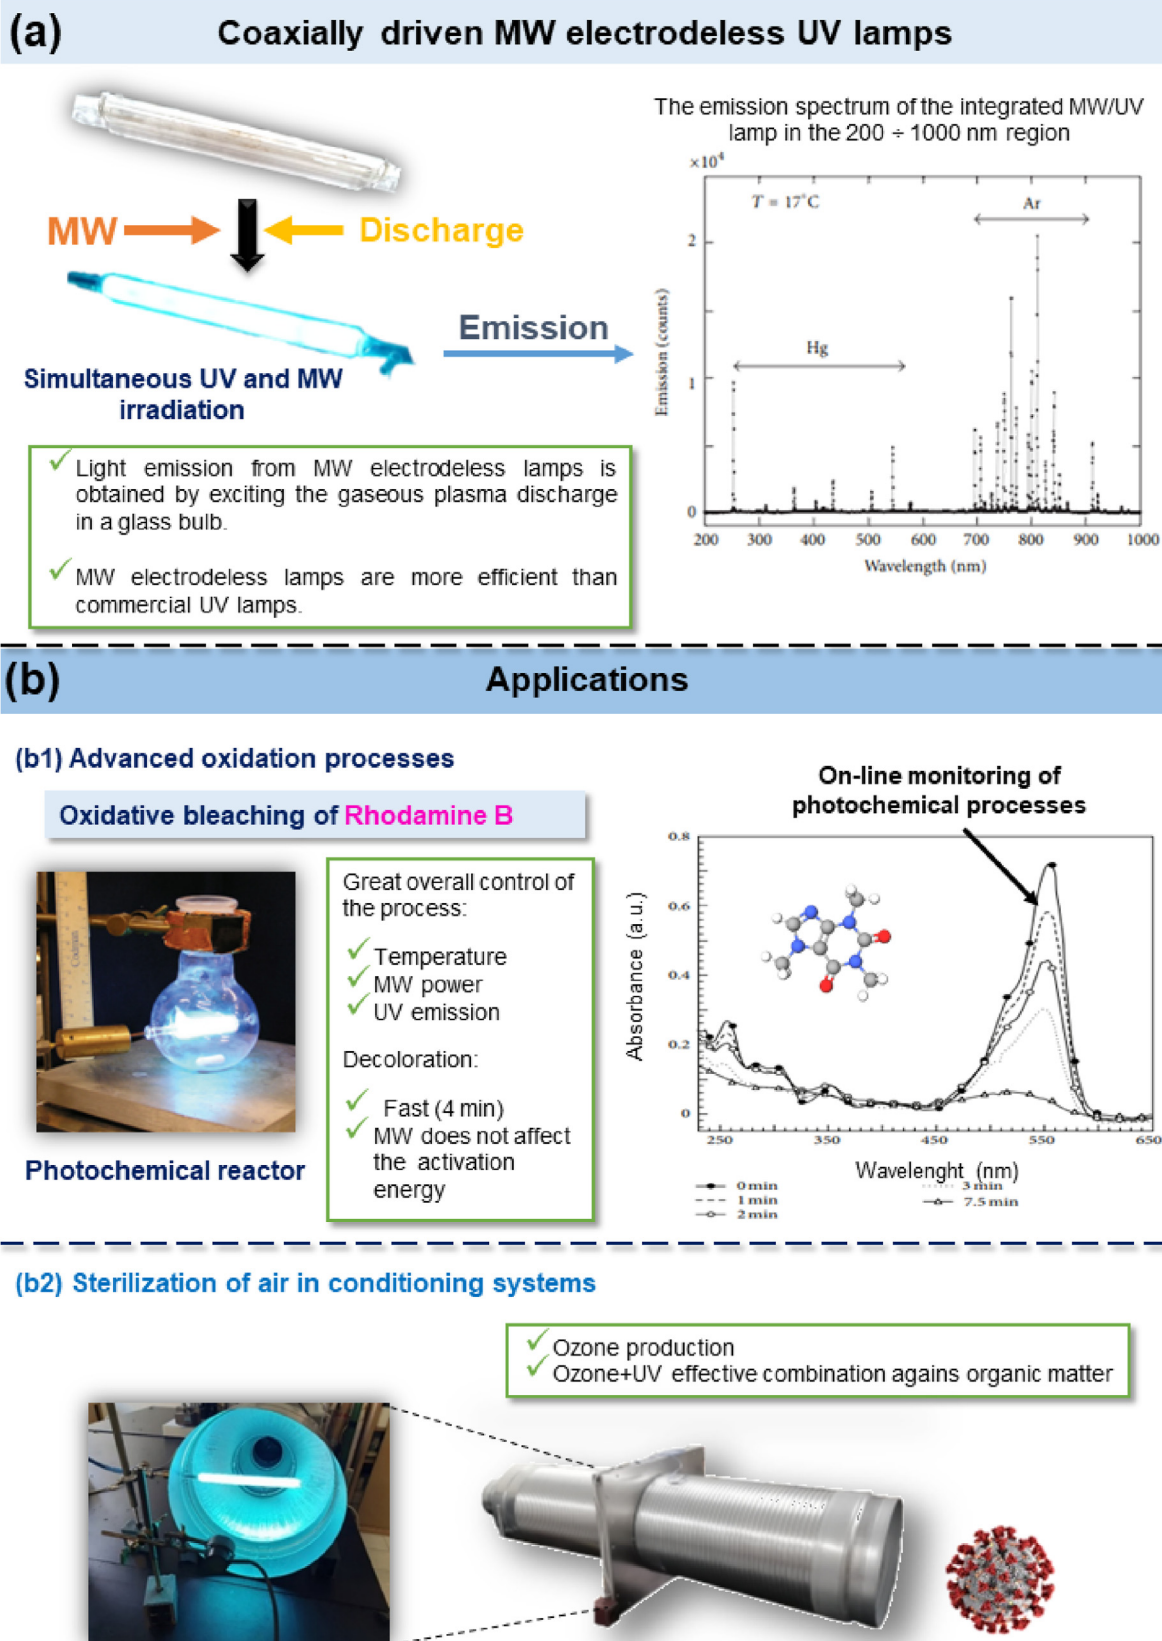 (a)
Coaxially driven MW electrodeless UV lamps
MW
Discharge
Emission
Simultaneous UV and MW
irradiation
✓ Light emission from MW electrodeless lamps is
obtained by exciting the gaseous plasma discharge
in a glass bulb.
✓ MW electrodeless lamps are more efficient than
commercial UV lamps.
The emission spectrum of the integrated MW/UV
lamp in the 200 ÷ 1000 nm region
×10⁴
T = 17°C
Ar
Hg
Emission (counts)
2
1
0
200 300 400 500 600 700 800 900 1000
Wavelength (nm)
(b)
Applications
(b1) Advanced oxidation processes
Oxidative bleaching of Rhodamine B
Photochemical reactor
Great overall control of
the process:
✓ Temperature
✓ MW power
✓ UV emission
Decoloration:
✓ Fast (4 min)
✓ MW does not affect
the activation
energy
On-line monitoring of
photochemical processes
Absorbance (a.u.)
0.8
0.6
0.4
0.2
0
250 350 450 550 650
Wavelenght (nm)
0 min
1 min
2 min
3 min
7.5 min
(b2) Sterilization of air in conditioning systems
✓ Ozone production
✓ Ozone+UV effective combination agains organic matter